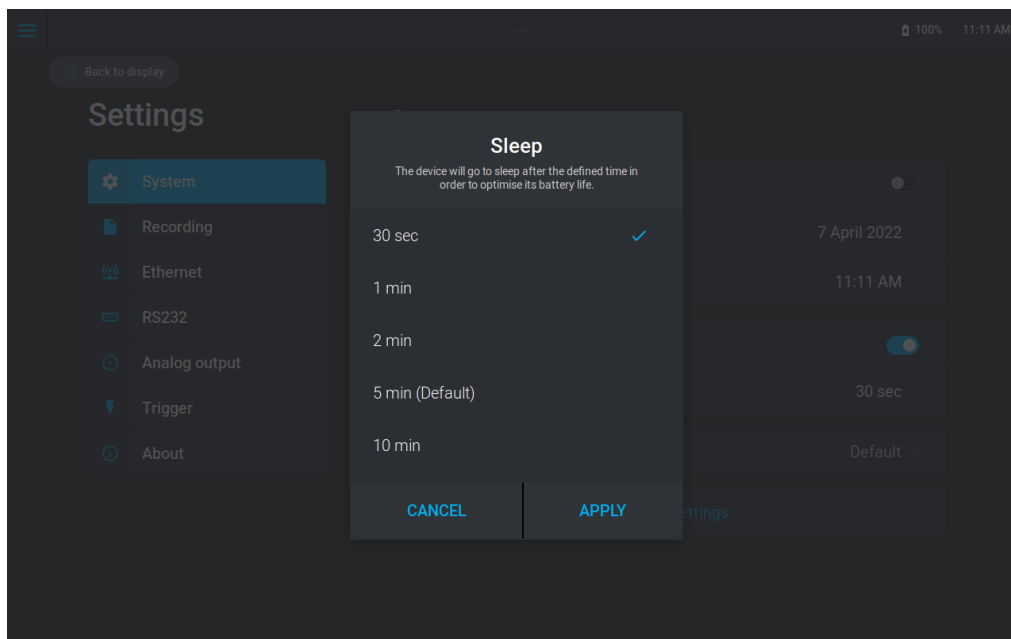 100% 11:11 AM
Back to display
Settings
Sleep
The device will go to sleep after the defined time in
order to optimise its battery life.
System
Recording
Ethernet
RS232
Analog output
Trigger
About
30 sec
1 min
2 min
5 min (Default)
10 min
CANCEL APPLY
7 April 2022
11:11 AM
30 sec
Default